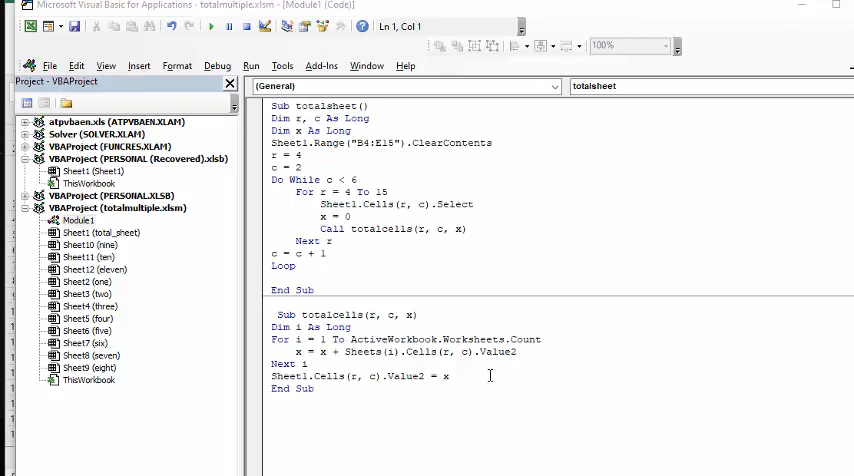 Microsoft Visual Basic for Applications - totalmultiple.xlsm - [Module1 (Code)]
Ln 1, Col 1
100%
File Edit View Insert Format Debug Run Tools Add-Ins Window Help
Project - VBAProject
(General) totalsheet
atpvbaen.xls (ATPVBAEN.XLAM)
Solver (SOLVER.XLAM)
VBAProject (FUNCRES.XLAM)
VBAProject (PERSONAL (Recovered).xlsb)
Sheet1 (Sheet1)
ThisWorkbook
VBAProject (PERSONAL.XLSB)
VBAProject (totalmultiple.xlsm)
Module1
Sheet1 (total_sheet)
Sheet10 (nine)
Sheet11 (ten)
Sheet12 (eleven)
Sheet2 (one)
Sheet3 (two)
Sheet4 (three)
Sheet5 (four)
Sheet6 (five)
Sheet7 (six)
Sheet8 (seven)
Sheet9 (eight)
ThisWorkbook
Sub totalsheet()
Dim r, c As Long
Dim x As Long
Sheet1.Range("B4:E15").ClearContents
r = 4
c = 2
Do While c < 6
For r = 4 To 15
Sheet1.Cells(r, c).Select
x = 0
Call totalcells(r, c, x)
Next r
c = c + 1
Loop
End Sub
Sub totalcells(r, c, x)
Dim i As Long
For i = 1 To ActiveWorkbook.Worksheets.Count
x = x + Sheets(i).Cells(r, c).Value2
Next i
Sheet1.Cells(r, c).Value2 = x
End Sub